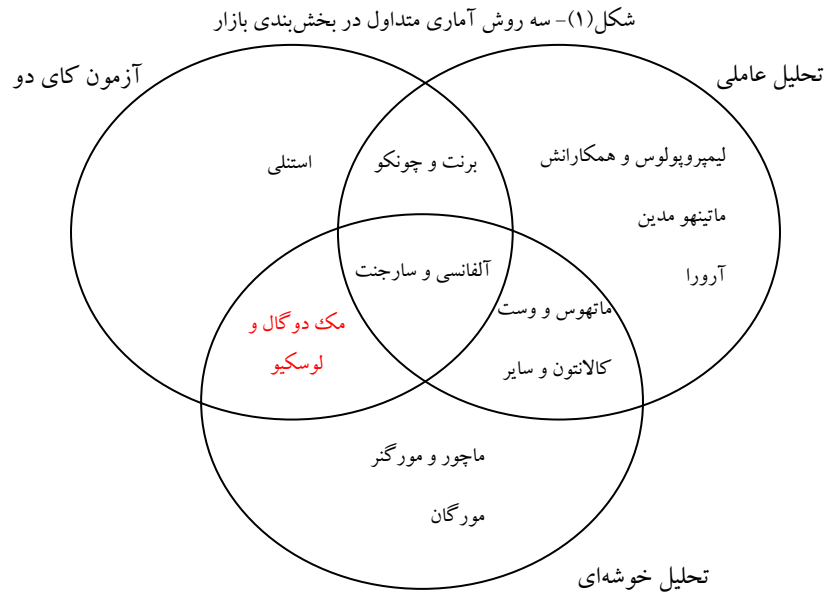 شکل(۱)- سه روش آماری متداول در بخش‌بندی بازار
تحلیل عاملی
آزمون کای دو
لیمپروپولوس و همکارانش
برنت و چونکو
استنلی
ماتینهو مدین
آرورا
آلفانسی و سارجنت
ماتهوس و وست
مک دوگال و
لوسکیو
کالانتون و سایر
ماچور و مورگنر
مورگان
تحلیل خوشه‌ای